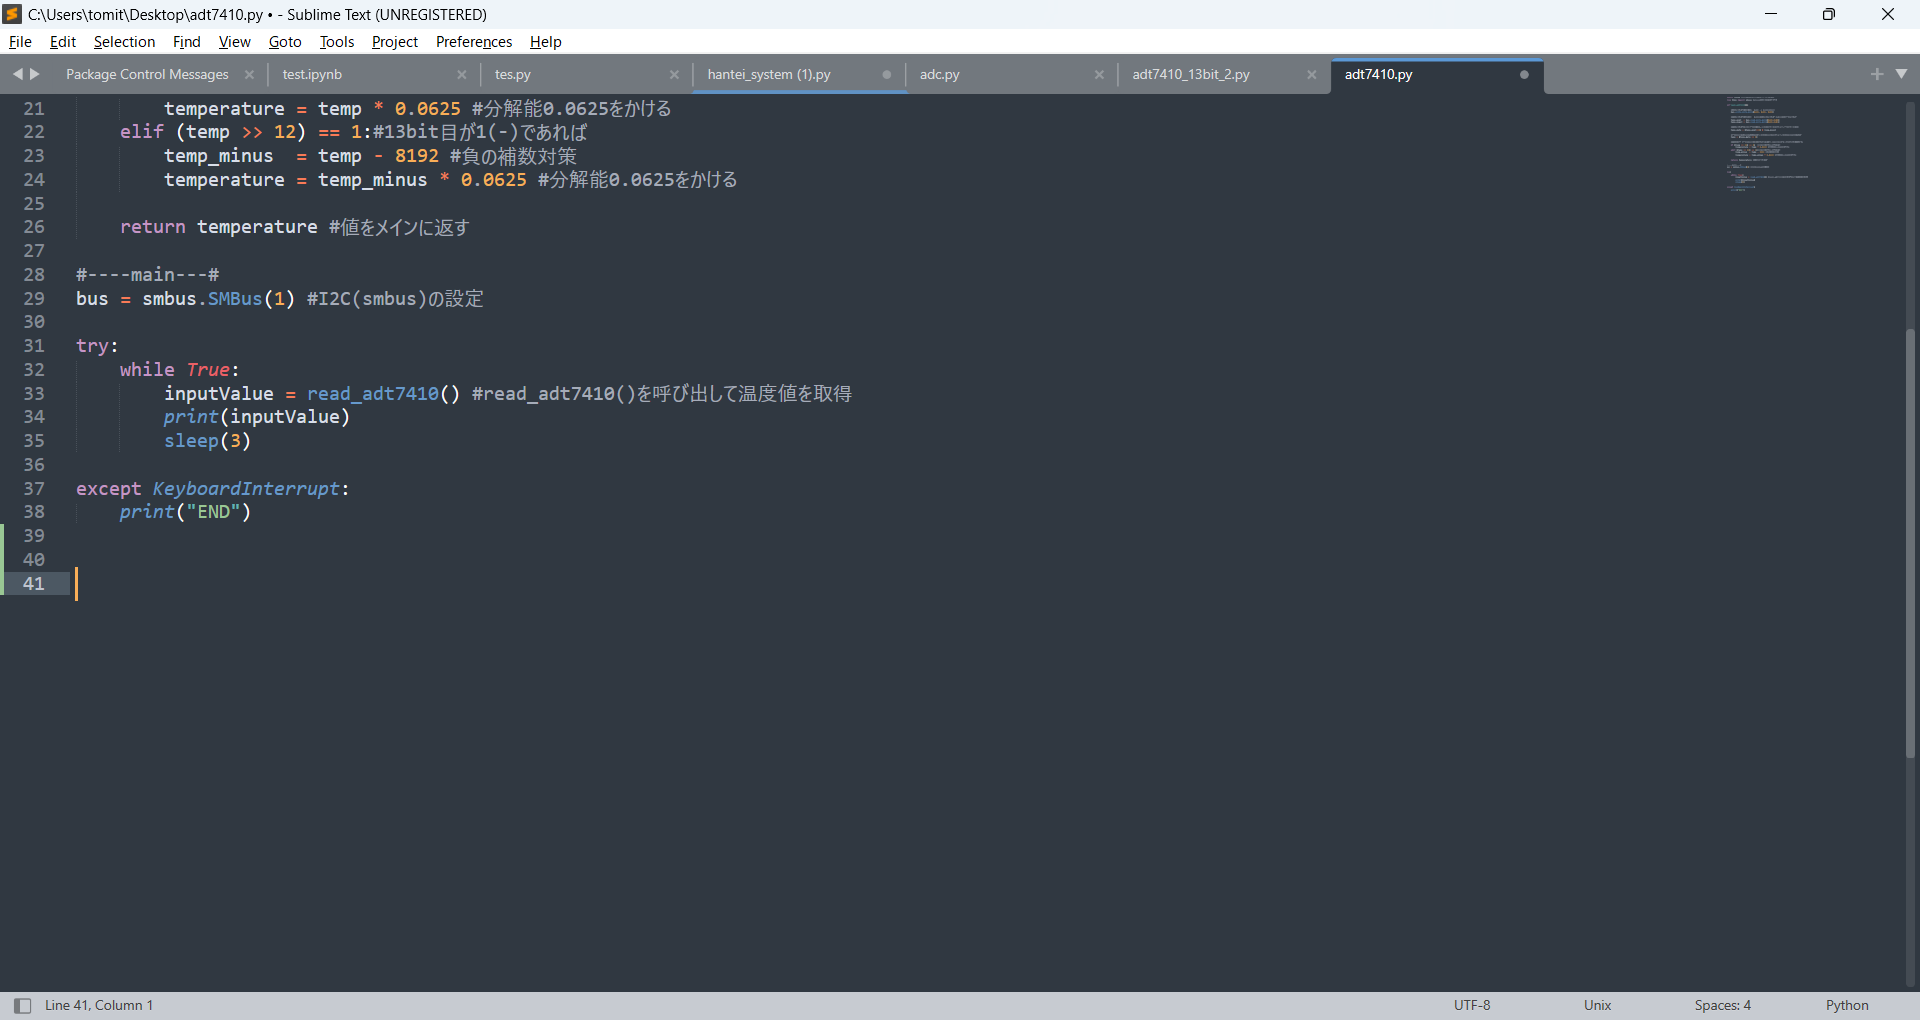 C:\Users\tomit\Desktop\adt7410.py • - Sublime Text (UNREGISTERED)
File Edit Selection Find View Goto Tools Project Preferences Help
Package Control Messages test.ipynb tes.py hantei_system (1).py adc.py adt7410_13bit_2.py adt7410.py
21 temperature = temp * 0.0625 #分解能0.0625をかける
22 elif (temp >> 12) == 1:#13bit目が1(-)であれば
23 temp_minus  = temp - 8192 #負の補数対策
24 temperature = temp_minus * 0.0625 #分解能0.0625をかける
25
26 return temperature #値をメインに返す
27
28 #----main---#
29 bus = smbus.SMBus(1) #I2C(smbus)の設定
30
31 try:
32 while True:
33 inputValue = read_adt7410() #read_adt7410()を呼び出して温度値を取得
34 print(inputValue)
35 sleep(3)
36
37 except KeyboardInterrupt:
38 print("END")
39
40
41
Line 41, Column 1 UTF-8 Unix Spaces: 4 Python